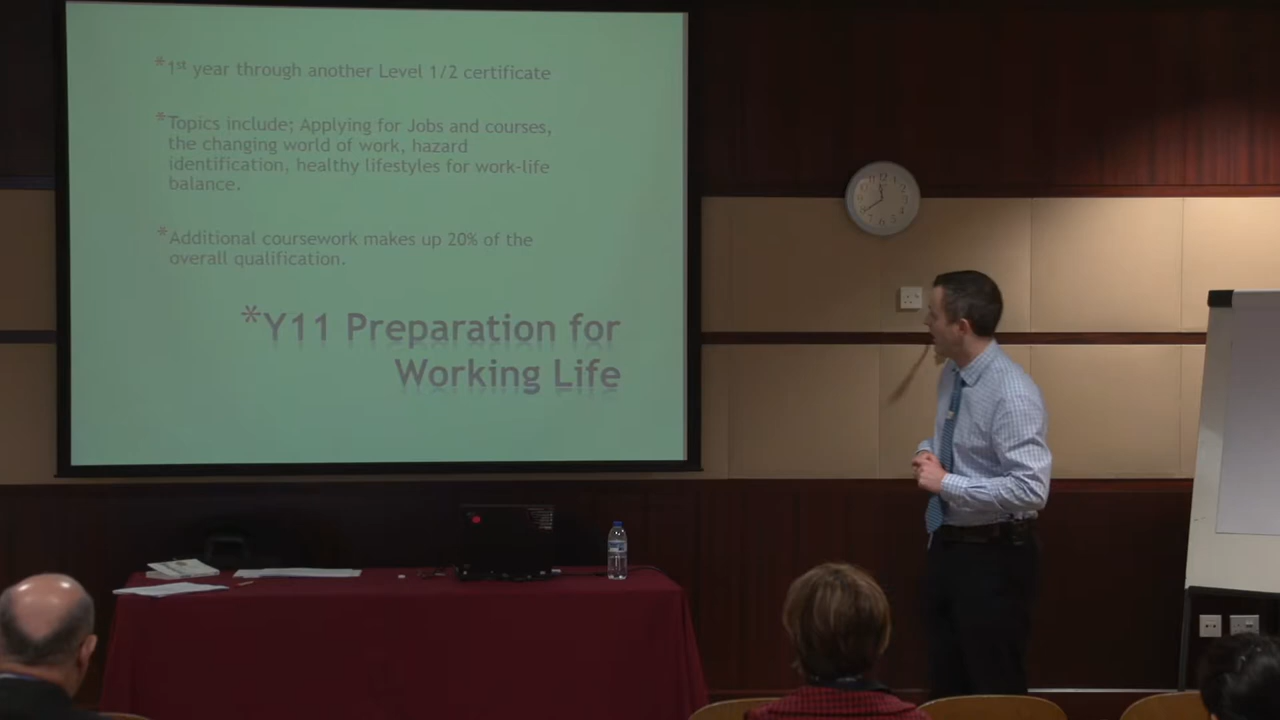 *1st year through another Level 1/2 certificate
*Topics include; Applying for Jobs and courses,
the changing world of work, hazard
identification, healthy lifestyles for work-life
balance.
*Additional coursework makes up 20% of the
overall qualification.
*Y11 Preparation for
Working Life